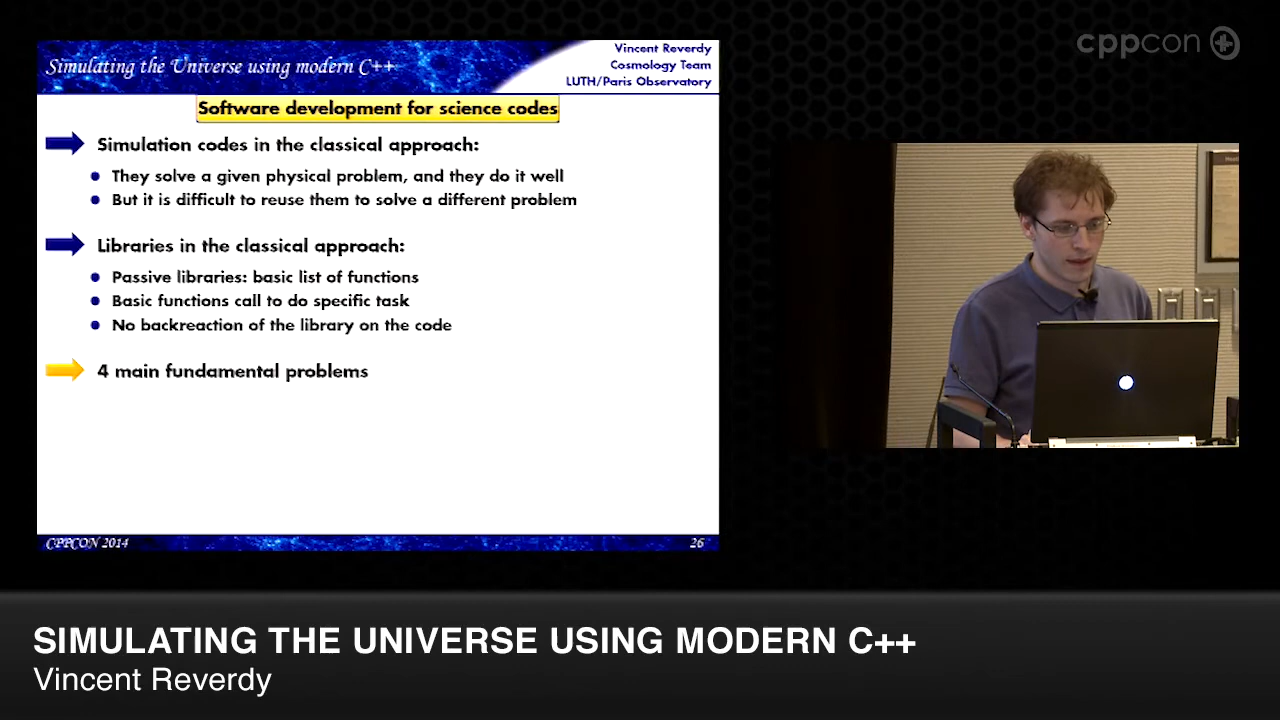 cppcon
Simulating the Universe using modern C++
Vincent Reverdy
Cosmology Team
LUTH/Paris Observatory
Software development for science codes
Simulation codes in the classical approach:
They solve a given physical problem, and they do it well
But it is difficult to reuse them to solve a different problem
Libraries in the classical approach:
Passive libraries: basic list of functions
Basic functions call to do specific task
No backreaction of the library on the code
4 main fundamental problems
CPPCON 2014
26
SIMULATING THE UNIVERSE USING MODERN C++
Vincent Reverdy